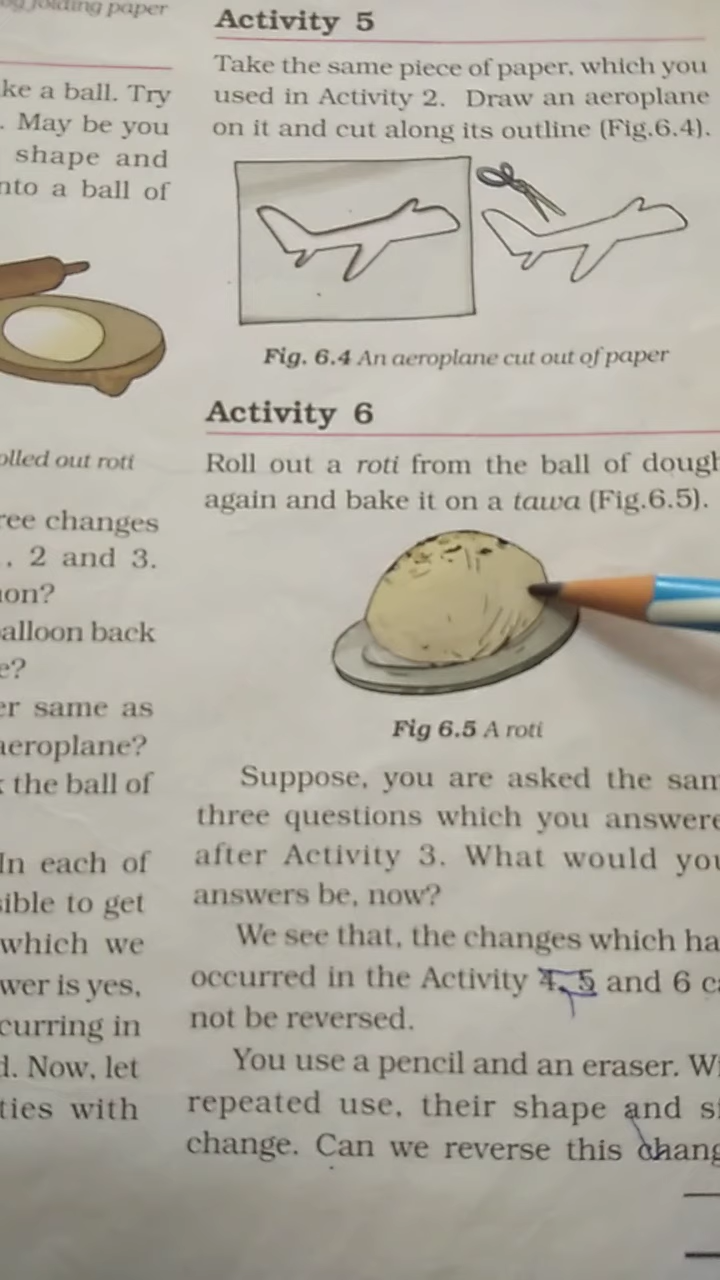 folding paper
ke a ball. Try
. May be you
shape and
nto a ball of
olled out roti
ree changes
, 2 and 3.
on?
alloon back
e?
er same as
aeroplane?
the ball of
In each of
sible to get
which we
wer is yes,
curring in
d. Now, let
ties with
Activity 5
Take the same piece of paper, which you
used in Activity 2. Draw an aeroplane
on it and cut along its outline (Fig.6.4).
Fig. 6.4 An aeroplane cut out of paper
Activity 6
Roll out a roti from the ball of dough
again and bake it on a tawa (Fig.6.5).
Fig 6.5 A roti
Suppose, you are asked the sam
three questions which you answere
after Activity 3. What would you
answers be, now?
We see that, the changes which ha
occurred in the Activity 4, 5 and 6 ca
not be reversed.
You use a pencil and an eraser. Wi
repeated use, their shape and si
change. Can we reverse this chang